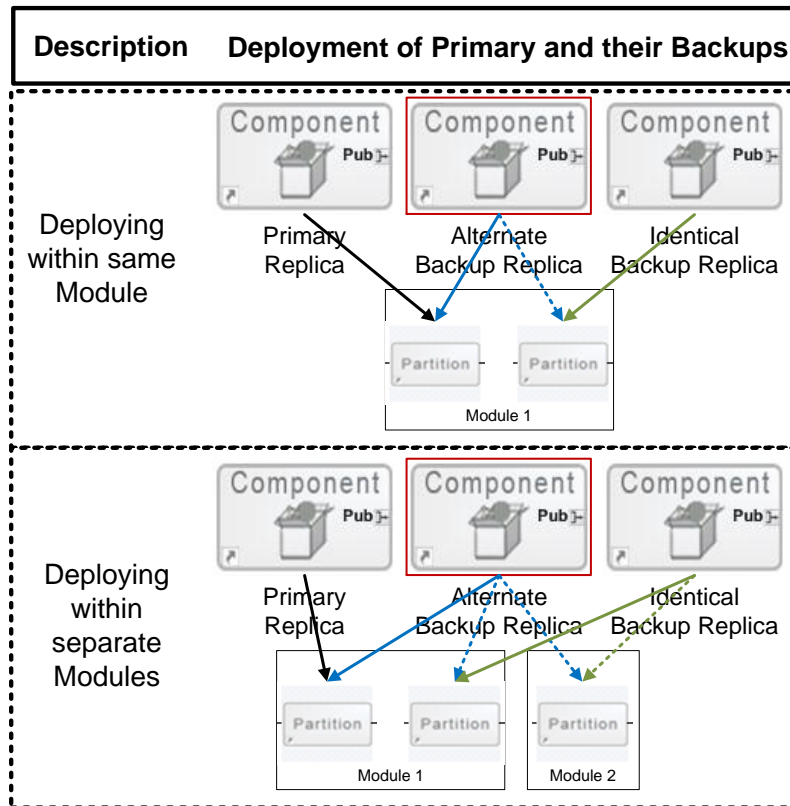 Description Deployment of Primary and their Backups
Component Component Component
Pub Pub Pub
Deploying
within same
Module
Primary
Replica
Alternate
Backup Replica
Identical
Backup Replica
Partition Partition
Module 1
Component Component Component
Pub Pub Pub
Deploying
within
separate
Modules
Primary
Replica
Alternate
Backup Replica
Identical
Backup Replica
Partition Partition Partition
Module 1 Module 2